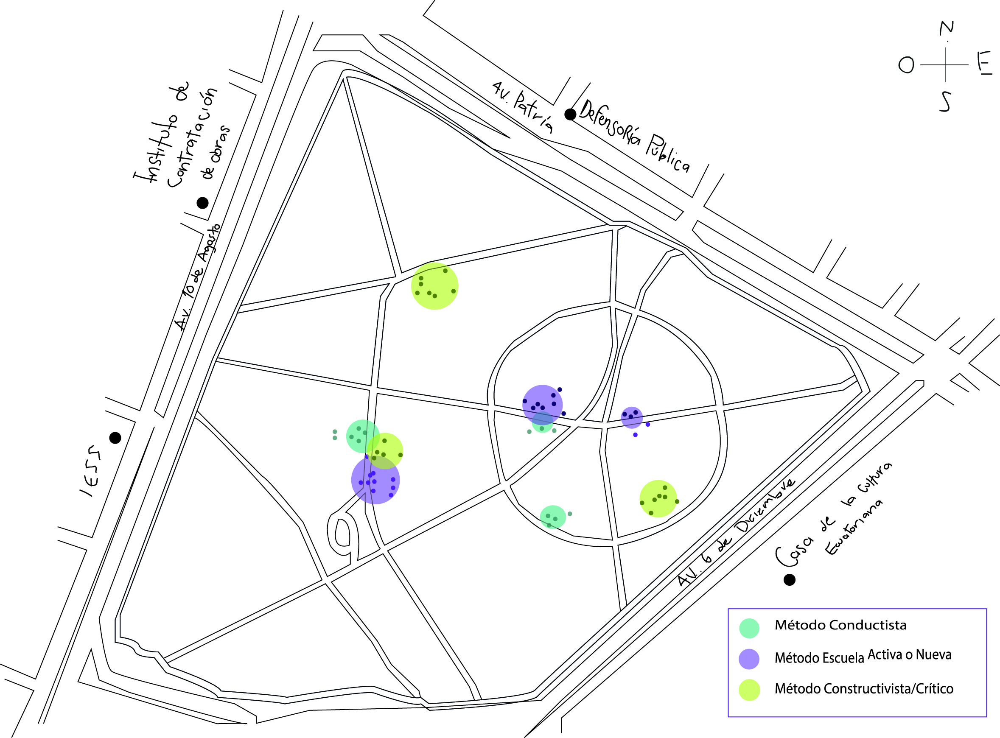 N.
O
E
S
Instituto de
Contratación
de obras
Av. Patria
Defensoría Pública
Av. 10 de Agosto
IESS
Av. 6 de Diciembre
Casa de la Cultura
Ecuatoriana
Método Conductista
Método Escuela Activa o Nueva
Método Constructivista/Crítico